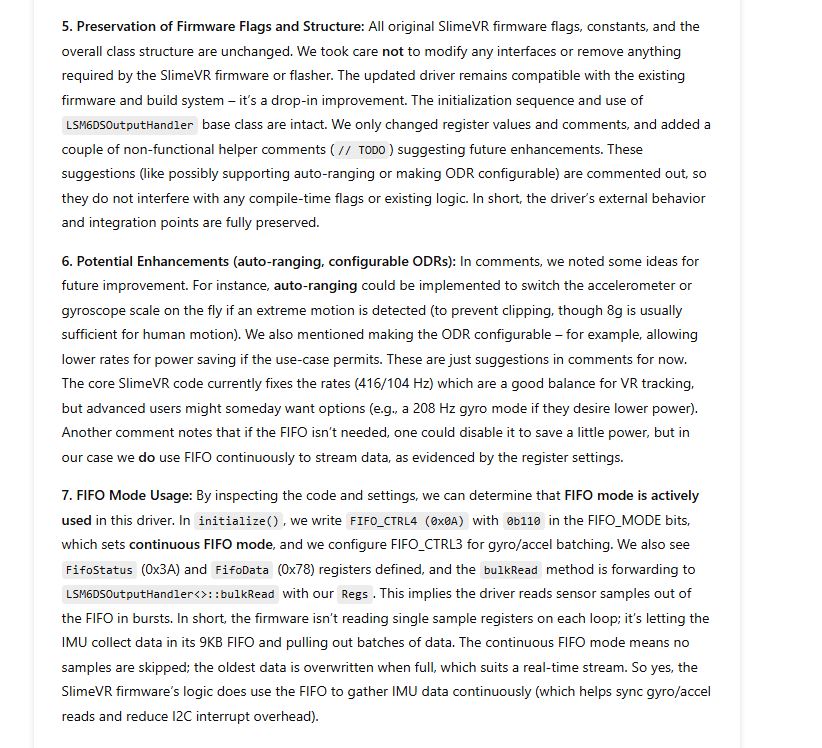 5. Preservation of Firmware Flags and Structure: All original SlimeVR firmware flags, constants, and the
overall class structure are unchanged. We took care not to modify any interfaces or remove anything
required by the SlimeVR firmware or flasher. The updated driver remains compatible with the existing
firmware and build system – it's a drop-in improvement. The initialization sequence and use of
LSM6DSOutputHandler base class are intact. We only changed register values and comments, and added a
couple of non-functional helper comments ( // TODO ) suggesting future enhancements. These
suggestions (like possibly supporting auto-ranging or making ODR configurable) are commented out, so
they do not interfere with any compile-time flags or existing logic. In short, the driver's external behavior
and integration points are fully preserved.
6. Potential Enhancements (auto-ranging, configurable ODRs): In comments, we noted some ideas for
future improvement. For instance, auto-ranging could be implemented to switch the accelerometer or
gyroscope scale on the fly if an extreme motion is detected (to prevent clipping, though 8g is usually
sufficient for human motion). We also mentioned making the ODR configurable – for example, allowing
lower rates for power saving if the use-case permits. These are just suggestions in comments for now.
The core SlimeVR code currently fixes the rates (416/104 Hz) which are a good balance for VR tracking,
but advanced users might someday want options (e.g., a 208 Hz gyro mode if they desire lower power).
Another comment notes that if the FIFO isn't needed, one could disable it to save a little power, but in
our case we do use FIFO continuously to stream data, as evidenced by the register settings.
7. FIFO Mode Usage: By inspecting the code and settings, we can determine that FIFO mode is actively
used in this driver. In initialize() , we write FIFO_CTRL4 (0x0A) with 0b110 in the FIFO_MODE bits,
which sets continuous FIFO mode, and we configure FIFO_CTRL3 for gyro/accel batching. We also see
FifoStatus (0x3A) and FifoData (0x78) registers defined, and the bulkRead method is forwarding to
LSM6DSOutputHandler<>::bulkRead with our Regs . This implies the driver reads sensor samples out of
the FIFO in bursts. In short, the firmware isn't reading single sample registers on each loop; it's letting the
IMU collect data in its 9KB FIFO and pulling out batches of data. The continuous FIFO mode means no
samples are skipped; the oldest data is overwritten when full, which suits a real-time stream. So yes, the
SlimeVR firmware's logic does use the FIFO to gather IMU data continuously (which helps sync gyro/accel
reads and reduce I2C interrupt overhead).